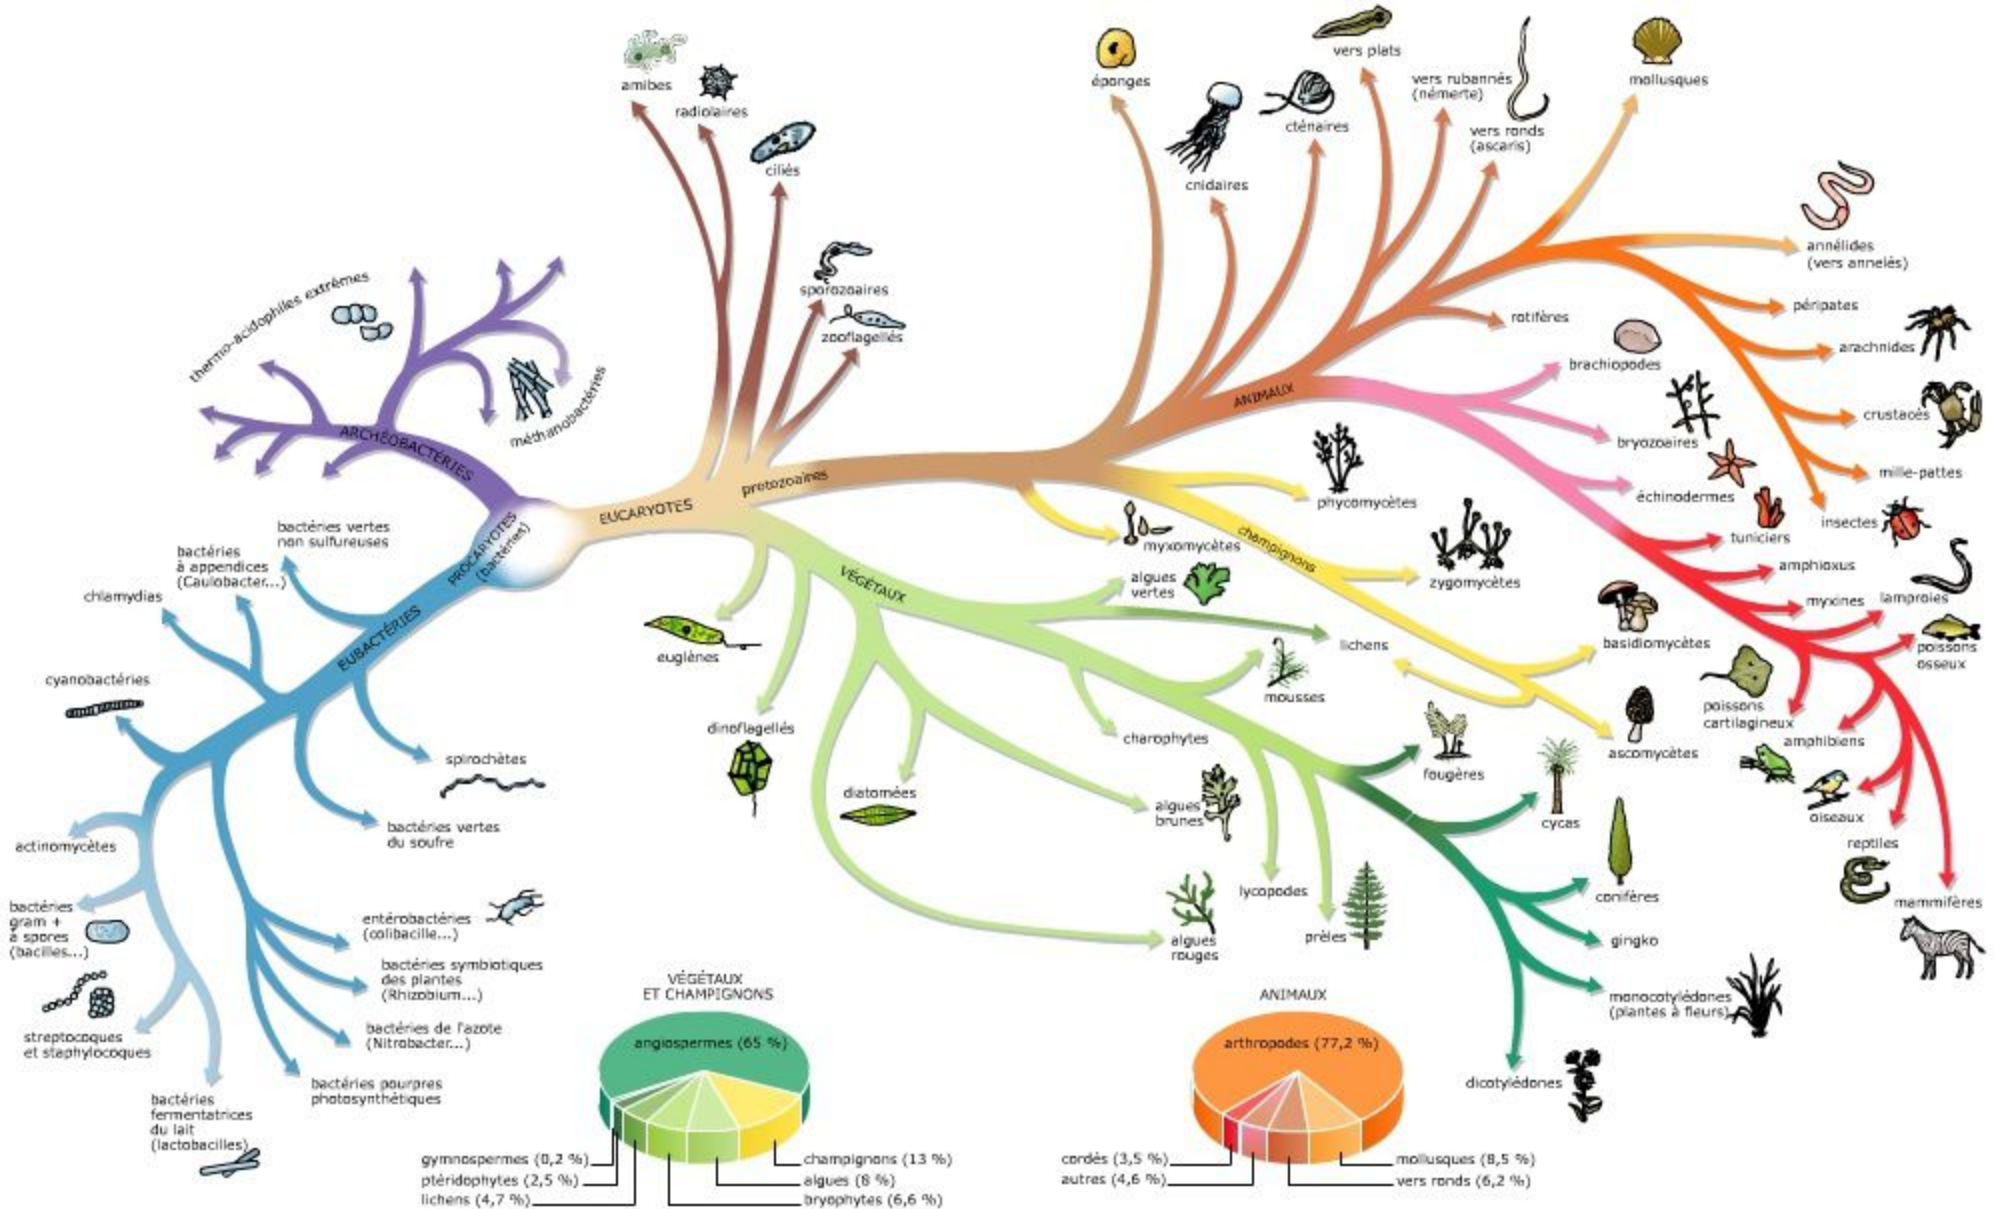 amibes
radiolaires
ciliés
sporozoaires
zooflagellés
éponges
cnidaires
cténaires
vers plats
vers rubannés
(némerte)
vers ronds
(ascaris)
mollusques
annélides
(vers annelés)
péripates
arachnides
crustacés
mille-pattes
insectes
rotifères
brachiopodes
bryozoaires
échinodermes
tuniciers
amphioxus
myxines
lamproies
poissons
osseux
poissons
cartilagineux
amphibiens
oiseaux
reptiles
mammifères
ANIMAUX
thermo-acidophiles extrêmes
méthanobactéries
ARCHÉOBACTÉRIES
PROCARYOTES
(bactéries)
EUCARYOTES
protozoaires
EUBACTÉRIES
bactéries vertes
non sulfureuses
bactéries
à appendices
(Caulobacter...)
chlamydias
cyanobactéries
actinomycètes
bactéries
gram +
à spores
(bacilles...)
streptocoques
et staphylocoques
bactéries
fermentatrices
du lait
(lactobacilles)
spirochètes
bactéries vertes
du soufre
entérobactéries
(colibacille...)
bactéries symbiotiques
des plantes
(Rhizobium...)
bactéries de l'azote
(Nitrobacter...)
bactéries pourpres
photosynthétiques
phycomycètes
myxomycètes
champignons
zygomycètes
basidiomycètes
ascomycètes
VÉGÉTAUX
algues
vertes
lichens
mousses
charophytes
euglènes
dinoflagellés
diatomées
algues
brunes
algues
rouges
lycopodes
prèles
fougères
cycas
conifères
gingko
monocotylédones
(plantes à fleurs)
dicotylédones
VÉGÉTAUX
ET CHAMPIGNONS
angiospermes (65 %)
gymnospermes (0,2 %)
ptéridophytes (2,5 %)
lichens (4,7 %)
champignons (13 %)
algues (8 %)
bryophytes (6,6 %)
ANIMAUX
arthropodes (77,2 %)
cordés (3,5 %)
autres (4,6 %)
mollusques (8,5 %)
vers ronds (6,2 %)